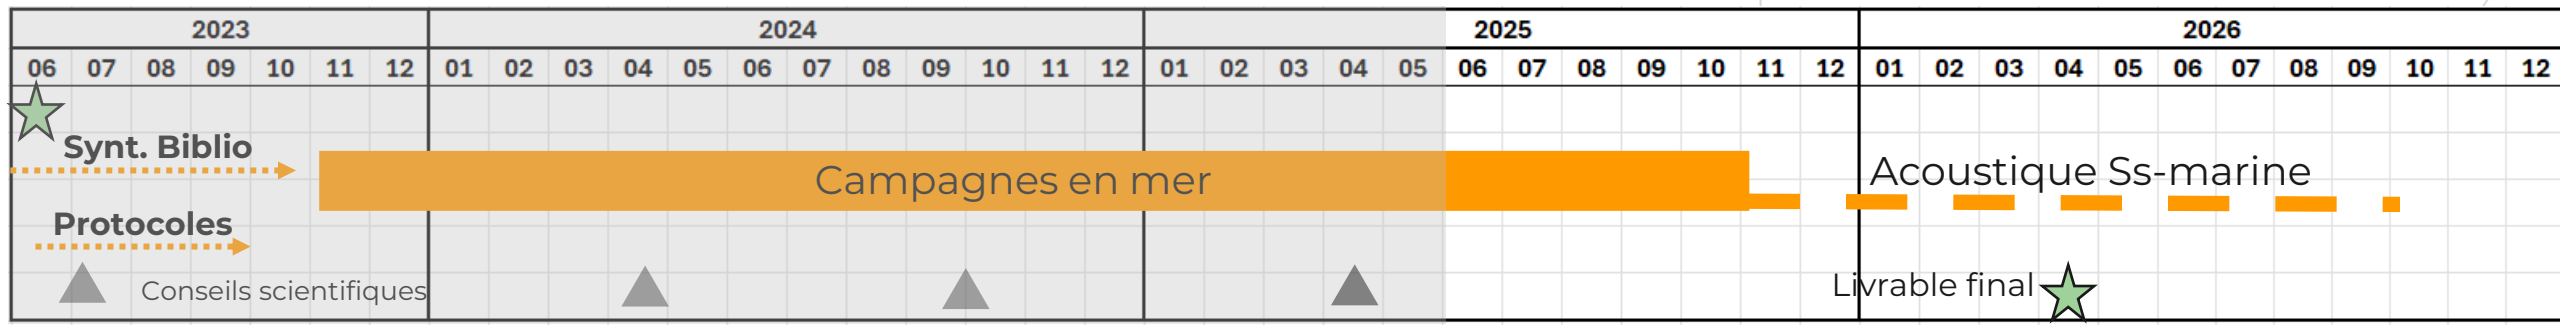 2023 2024 2025 2026
06 07 08 09 10 11 12 01 02 03 04 05 06 07 08 09 10 11 12 01 02 03 04 05 06 07 08 09 10 11 12 01 02 03 04 05 06 07 08 09 10 11 12
Synt. Biblio
Campagnes en mer
Acoustique Ss-marine
Protocoles
Conseils scientifiques
Livrable final